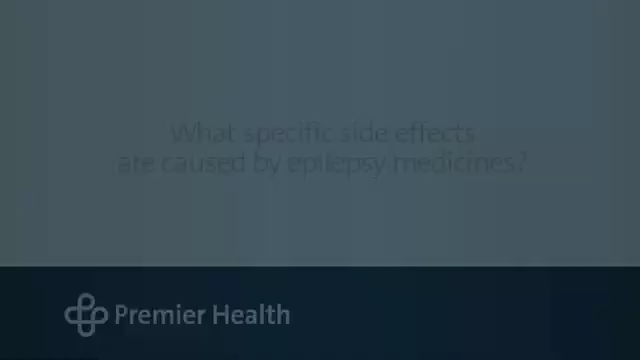 What specific side effects
are caused by epilepsy medicines?
Premier Health